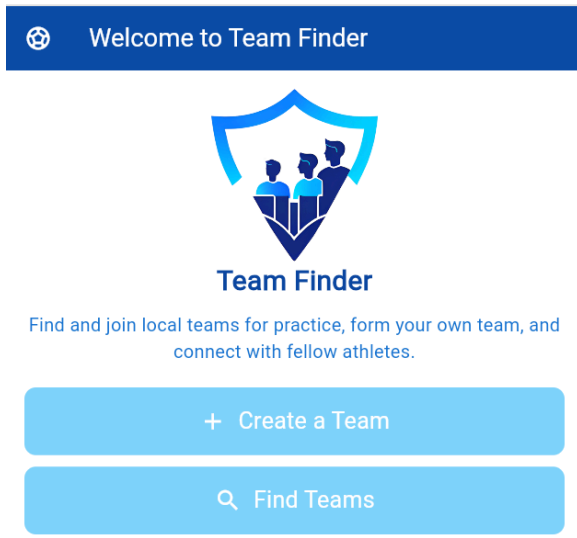 Welcome to Team Finder
Team Finder
Find and join local teams for practice, form your own team, and
connect with fellow athletes.
+ Create a Team
Find Teams